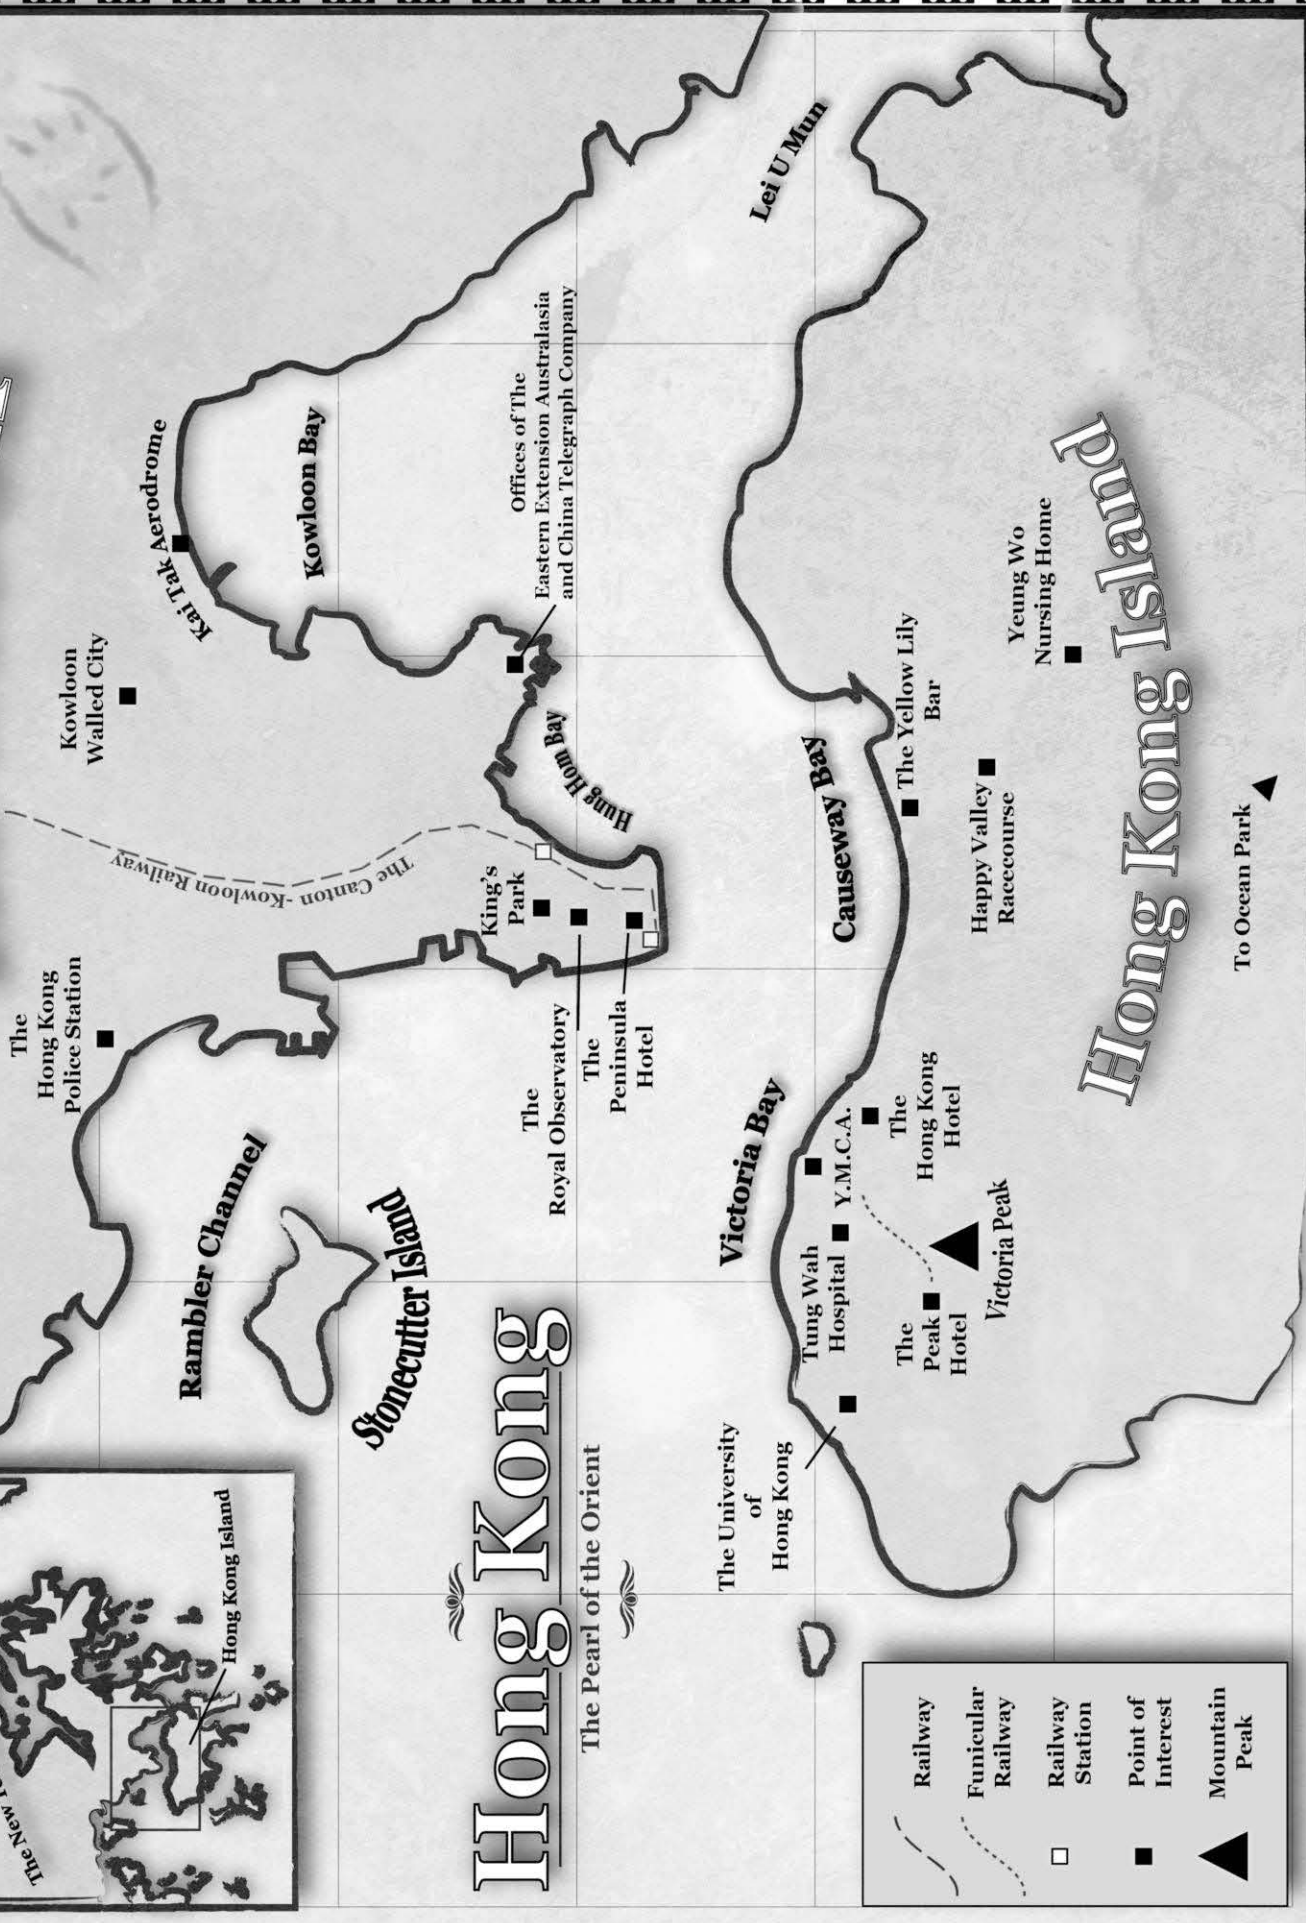 Hong Kong
The Pearl of the Orient
Hong Kong Island
Railway
Funicular
Railway
Railway
Station
Point of
Interest
Mountain
Peak
Rambler Channel
Stonecutter Island
The
Hong Kong
Police Station
The Canton-Kowloon Railway
Kowloon
Walled City
Kai Tak Aerodrome
Kowloon Bay
King's
Park
The
Royal Observatory
The
Peninsula
Hotel
Hung Hom Bay
Offices of The
Eastern Extension Australasia
and China Telegraph Company
Lei U Mun
Victoria Bay
Causeway Bay
The University
of
Hong Kong
Tung Wah
Hospital
Y.M.C.A.
The
Peak
Hotel
Victoria Peak
The
Hong Kong
Hotel
The Yellow Lily
Bar
Happy Valley
Racecourse
Yeung Wo
Nursing Home
Hong Kong Island
To Ocean Park
The New